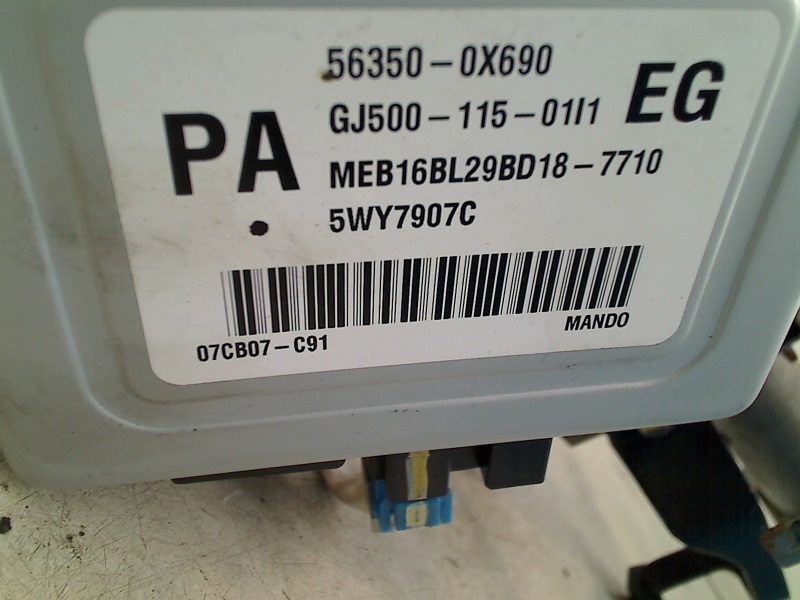 56350-0X690
PA
GJ500-115-01I1
EG
MEB16BL29BD18-7710
5WY7907C
07CB07-C91
MANDO